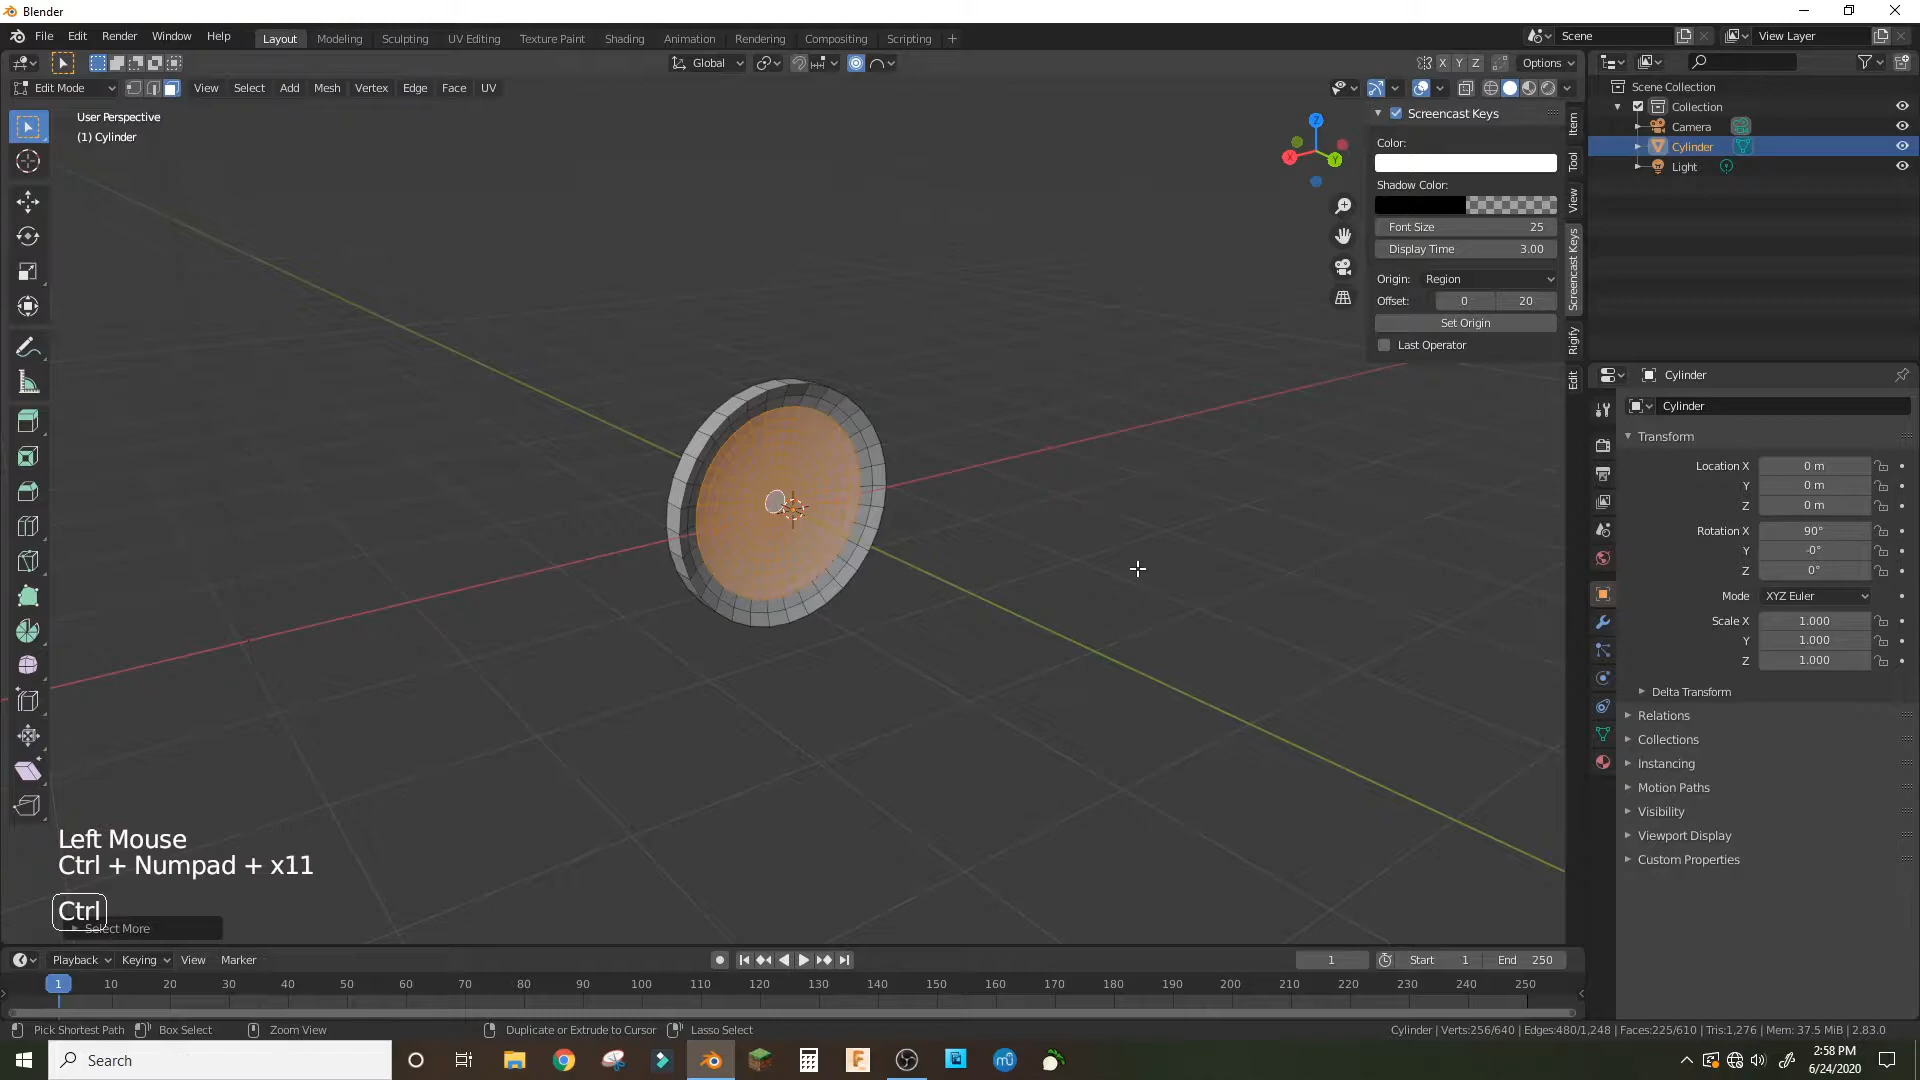 Blender
File Edit Render Window Help
Layout Modeling Sculpting UV Editing Texture Paint Shading Animation Rendering Compositing Scripting
Scene
View Layer
Global
X Y Z
Options
Edit Mode
View Select Add Mesh Vertex Edge Face UV
User Perspective
(1) Cylinder
Z
X
Y
Screencast Keys
Color:
Shadow Color:
Font Size 25
Display Time 3.00
Origin: Region
Offset: 0 20
Set Origin
Last Operator
Item
Tool
View
Screencast Keys
Rigify
Edit
Scene Collection
Collection
Camera
Cylinder
Light
Cylinder
Cylinder
Transform
Location X 0 m
Y 0 m
Z 0 m
Rotation X 90°
Y -0°
Z 0°
Mode XYZ Euler
Scale X 1.000
Y 1.000
Z 1.000
Delta Transform
Relations
Collections
Instancing
Motion Paths
Visibility
Viewport Display
Custom Properties
Left Mouse
Ctrl + Numpad + x11
Ctrl
Select More
Playback Keying View Marker
1
Start 1
End 250
1 10 20 30 40 50 60 70 80 90 100 110 120 130 140 150 160 170 180 190 200 210 220 230 240 250
Pick Shortest Path Box Select Zoom View Duplicate or Extrude to Cursor Lasso Select
Cylinder | Verts:256/640 | Edges:480/1,248 | Faces:225/610 | Tris:1,276 | Mem: 37.5 MiB | 2.83.0
Search
2:58 PM
6/24/2020